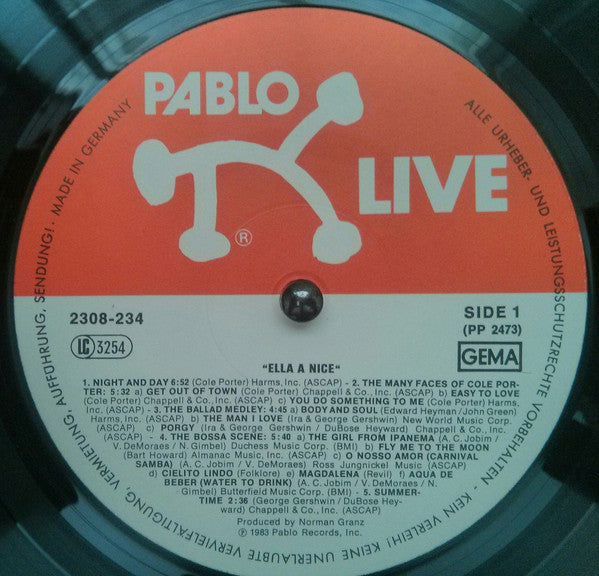 PABLO
LIVE
®
2308-234
LC 3254
SIDE 1
(PP 2473)
GEMA
"ELLA A NICE"
1. NIGHT AND DAY 6:52 (Cole Porter) Harms, Inc. (ASCAP) - 2. THE MANY FACES OF COLE POR-
TER: 5:32 a) GET OUT OF TOWN (Cole Porter) Chappell & Co., Inc. (ASCAP) b) EASY TO LOVE
(Cole Porter) Chappell & Co., Inc. (ASCAP) c) YOU DO SOMETHING TO ME (Cole Porter) Harms,
Inc. (ASCAP) - 3. THE BALLAD MEDLEY: 4:45 a) BODY AND SOUL (Edward Heyman/John Green)
Harms, Inc. (ASCAP) b) THE MAN I LOVE (Ira & George Gershwin) New World Music Corp.
(ASCAP) c) PORGY (Ira & George Gershwin / DuBose Heyward) Chappell & Co., Inc.
(ASCAP) - 4. THE BOSSA SCENE: 5:40 a) THE GIRL FROM IPANEMA (A. C. Jobim /
V. DeMoraes / N. Gimbel) Duchess Music Corp. (BMI) b) FLY ME TO THE MOON
(Bart Howard) Almanac Music, Inc. (ASCAP) c) O NOSSO AMOR (CARNIVAL
SAMBA) (A. C. Jobim / V. DeMoraes) Ross Jungnickel Music (ASCAP)
d) CIELITO LINDO (Folklore) e) MAGDALENA (Revil) f) AQUA DE
BEBER (WATER TO DRINK) (A. C. Jobim / V. DeMoraes / N.
Gimbel) Butterfield Music Corp. (BMI) - 5. SUMMER-
TIME 2:36 (George Gershwin / DuBose Hey-
ward) Chappell & Co., Inc. (ASCAP)
Produced by Norman Granz
℗ 1983 Pablo Records, Inc.
ALLE URHEBER- UND LEISTUNGSSCHUTZRECHTE VORBEHALTEN. KEIN VERLEIH! KEINE UNERLAUBTE VERVIELFÄLTIGUNG, VERMIETUNG, AUFFÜHRUNG, SENDUNG! · MADE IN GERMANY